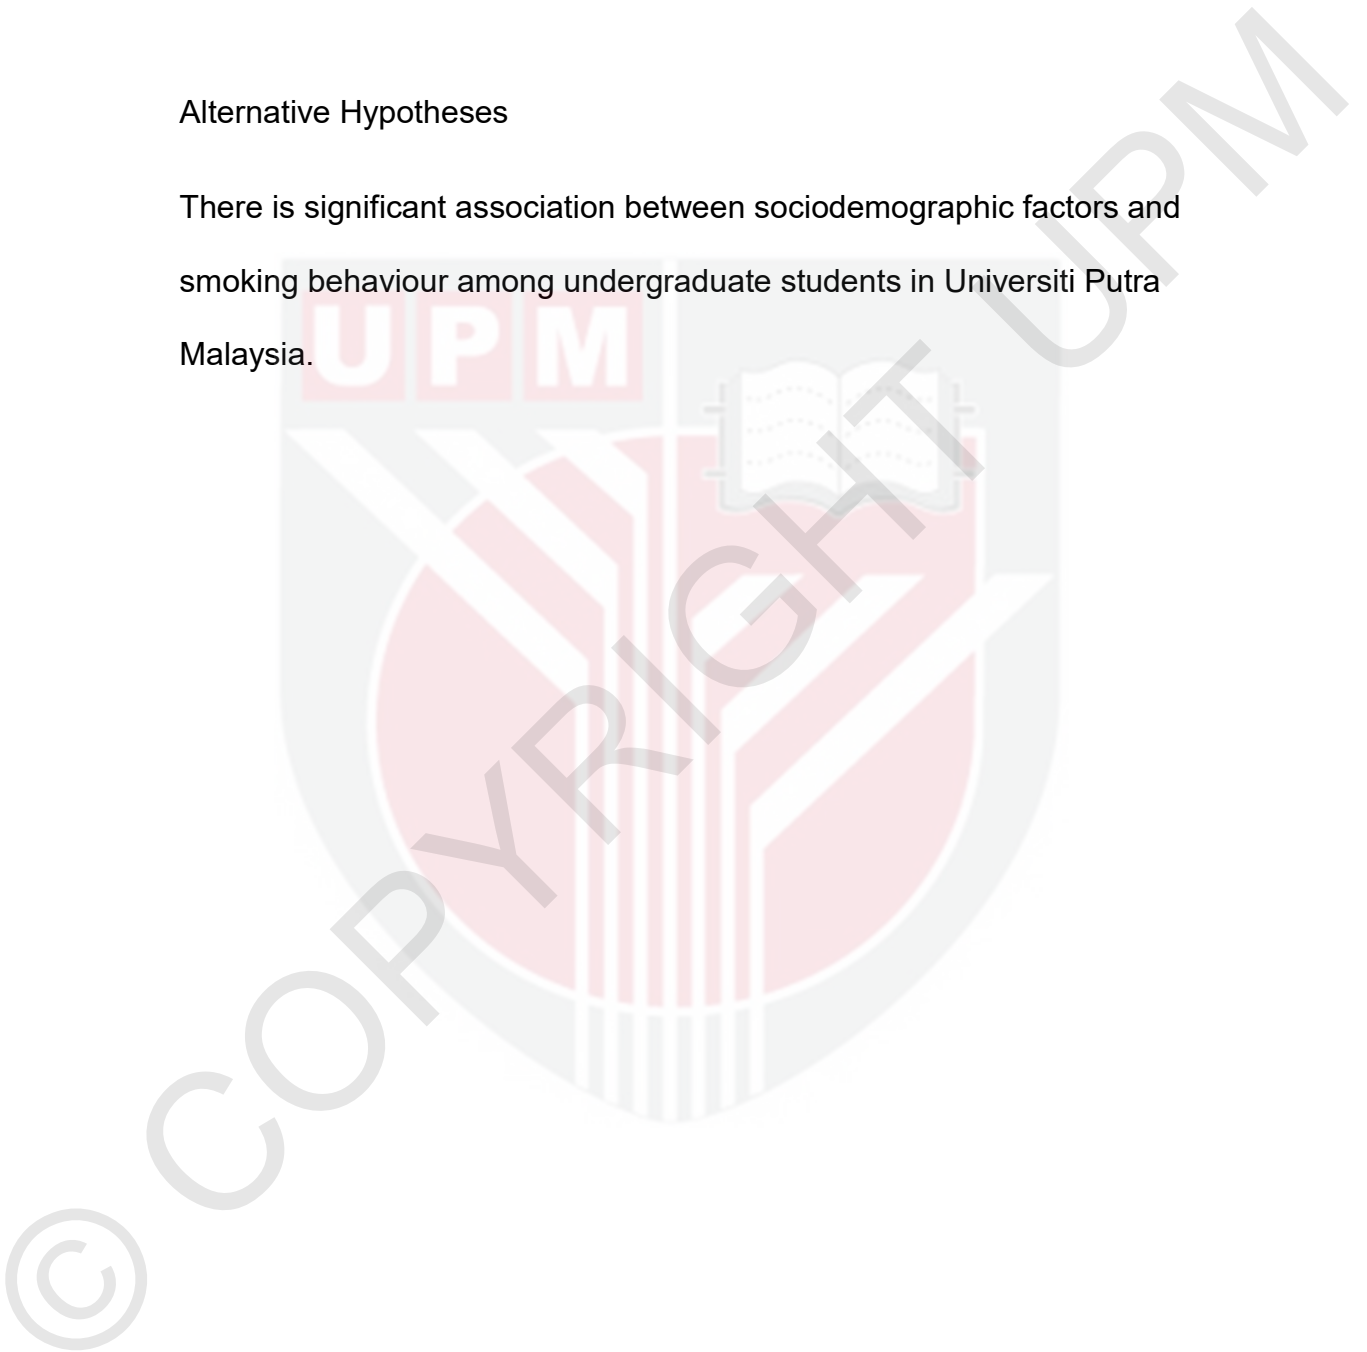 Alternative Hypotheses
There is significant association between sociodemographic factors and
smoking behaviour among undergraduate students in Universiti Putra
Malaysia.
UPM
© COPYRIGHT UPM